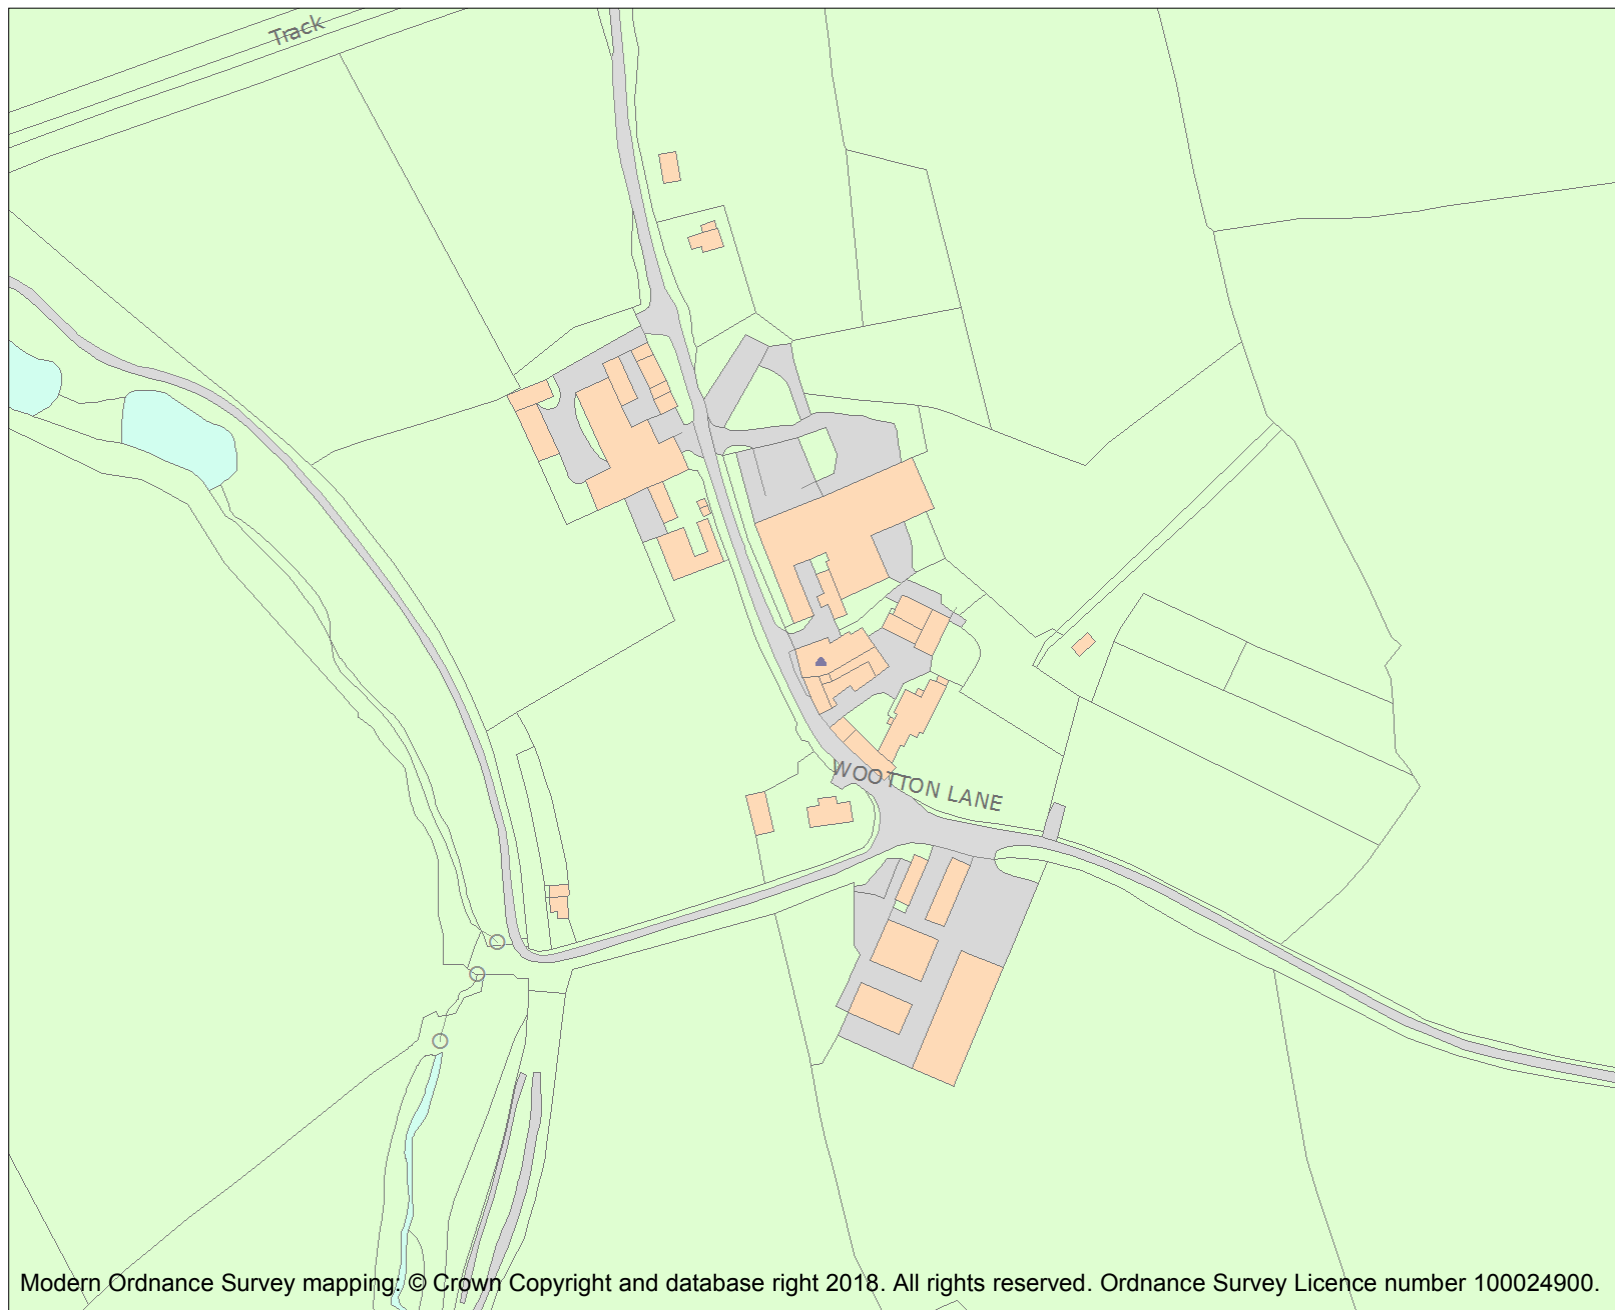 Track
WOOTTON LANE
Modern Ordnance Survey mapping: © Crown Copyright and database right 2018. All rights reserved. Ordnance Survey Licence number 100024900.